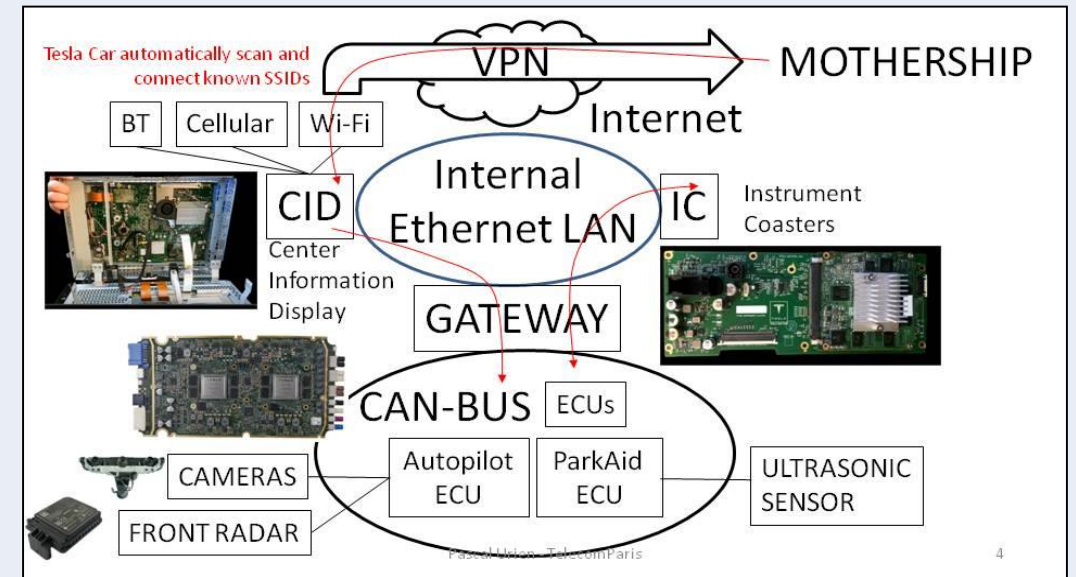 Tesla Car automatically scan and
connect known SSIDs
VPN
MOTHERSHIP
Internet
BT
Cellular
Wi-Fi
CID
Center
Information
Display
Internal
Ethernet LAN
IC
Instrument
Coasters
GATEWAY
CAN-BUS
ECUs
Autopilot
ECU
ParkAid
ECU
CAMERAS
FRONT RADAR
ULTRASONIC
SENSOR
Pascal Urien - TelecomParis
4